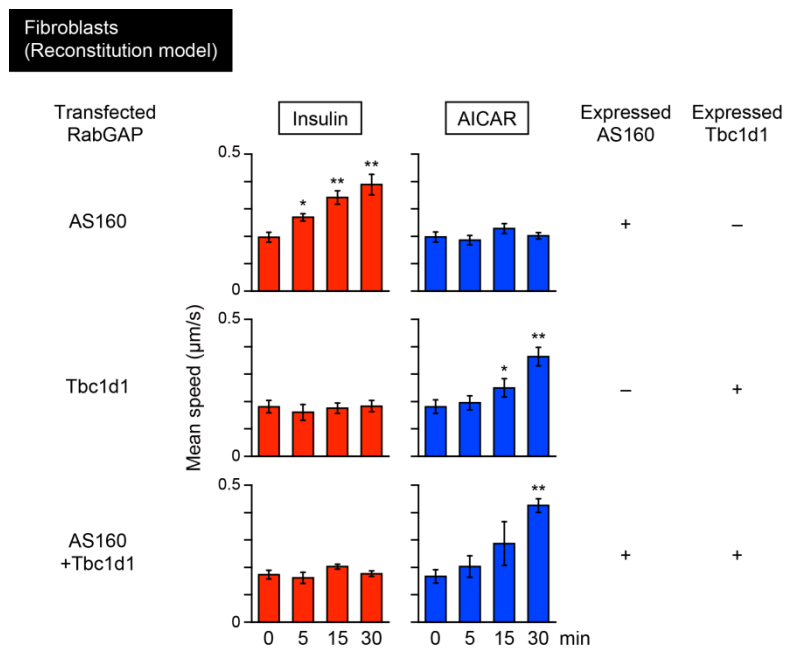 Fibroblasts
(Reconstitution model)
Transfected
RabGAP
Insulin
AICAR
Expressed
AS160
Expressed
Tbc1d1
Mean speed (μm/s)
AS160
0.5
0
*
**
**
+
–
Tbc1d1
0.5
0
*
**
–
+
AS160
+Tbc1d1
0.5
0
**
+
+
0 5 15 30 0 5 15 30 min